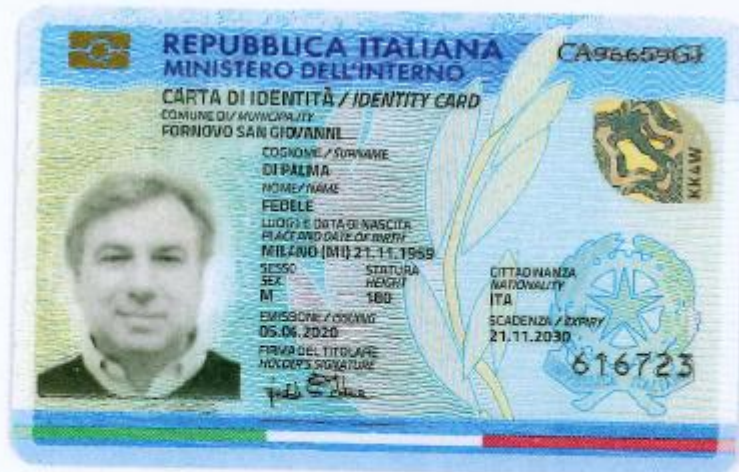 REPUBBLICA ITALIANA
MINISTERO DELL'INTERNO
CA96659GJ
CARTA DI IDENTITÀ / IDENTITY CARD
COMUNE DI / MUNICIPALITY
FORNOVO SAN GIOVANNI
COGNOME / SURNAME
DI PALMA
NOME / NAME
FEDELE
LUOGO E DATA DI NASCITA
PLACE AND DATE OF BIRTH
MILANO (MI) 21.11.1959
SESSO STATURA CITTADINANZA
SEX HEIGHT NATIONALITY
M 180 ITA
EMISSIONE / ISSUING SCADENZA / EXPIRY
05.06.2020 21.11.2030
FIRMA DEL TITOLARE
HOLDER'S SIGNATURE
616723